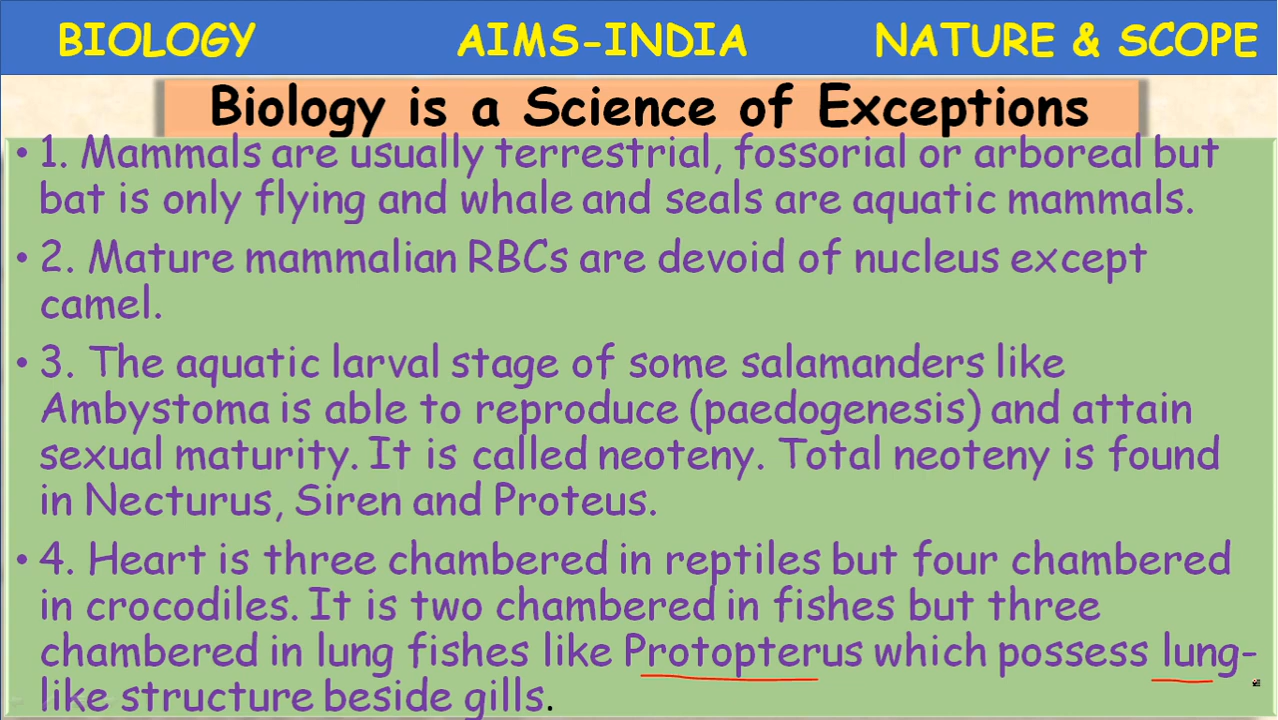 BIOLOGY AIMS-INDIA NATURE & SCOPE
Biology is a Science of Exceptions
• 1. Mammals are usually terrestrial, fossorial or arboreal but
bat is only flying and whale and seals are aquatic mammals.
• 2. Mature mammalian RBCs are devoid of nucleus except
camel.
• 3. The aquatic larval stage of some salamanders like
Ambystoma is able to reproduce (paedogenesis) and attain
sexual maturity. It is called neoteny. Total neoteny is found
in Necturus, Siren and Proteus.
• 4. Heart is three chambered in reptiles but four chambered
in crocodiles. It is two chambered in fishes but three
chambered in lung fishes like Protopterus which possess lung-
like structure beside gills.